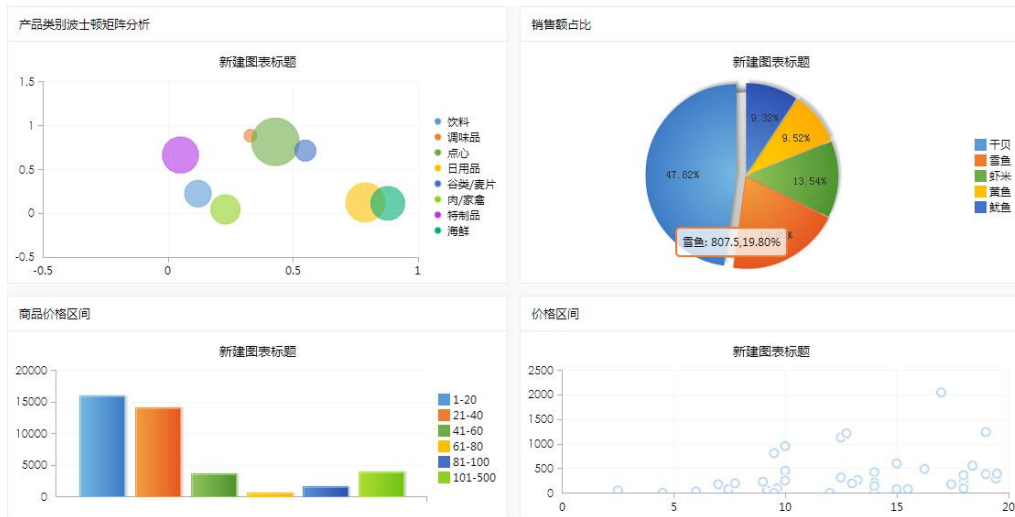 产品类别波士顿矩阵分析
新建图表标题
1.5
1
0.5
0
-0.5
-0.5
0
0.5
1
饮料
调味品
点心
日用品
谷类/麦片
肉/家禽
特制品
海鲜
销售额占比
新建图表标题
9.32%
9.52%
13.54%
47.82%
雪鱼: 807.5,19.80%
干贝
雪鱼
虾米
黄鱼
鱿鱼
商品价格区间
新建图表标题
20000
15000
10000
5000
0
1-20
21-40
41-60
61-80
81-100
101-500
价格区间
新建图表标题
2500
2000
1500
1000
500
0
5
10
15
20